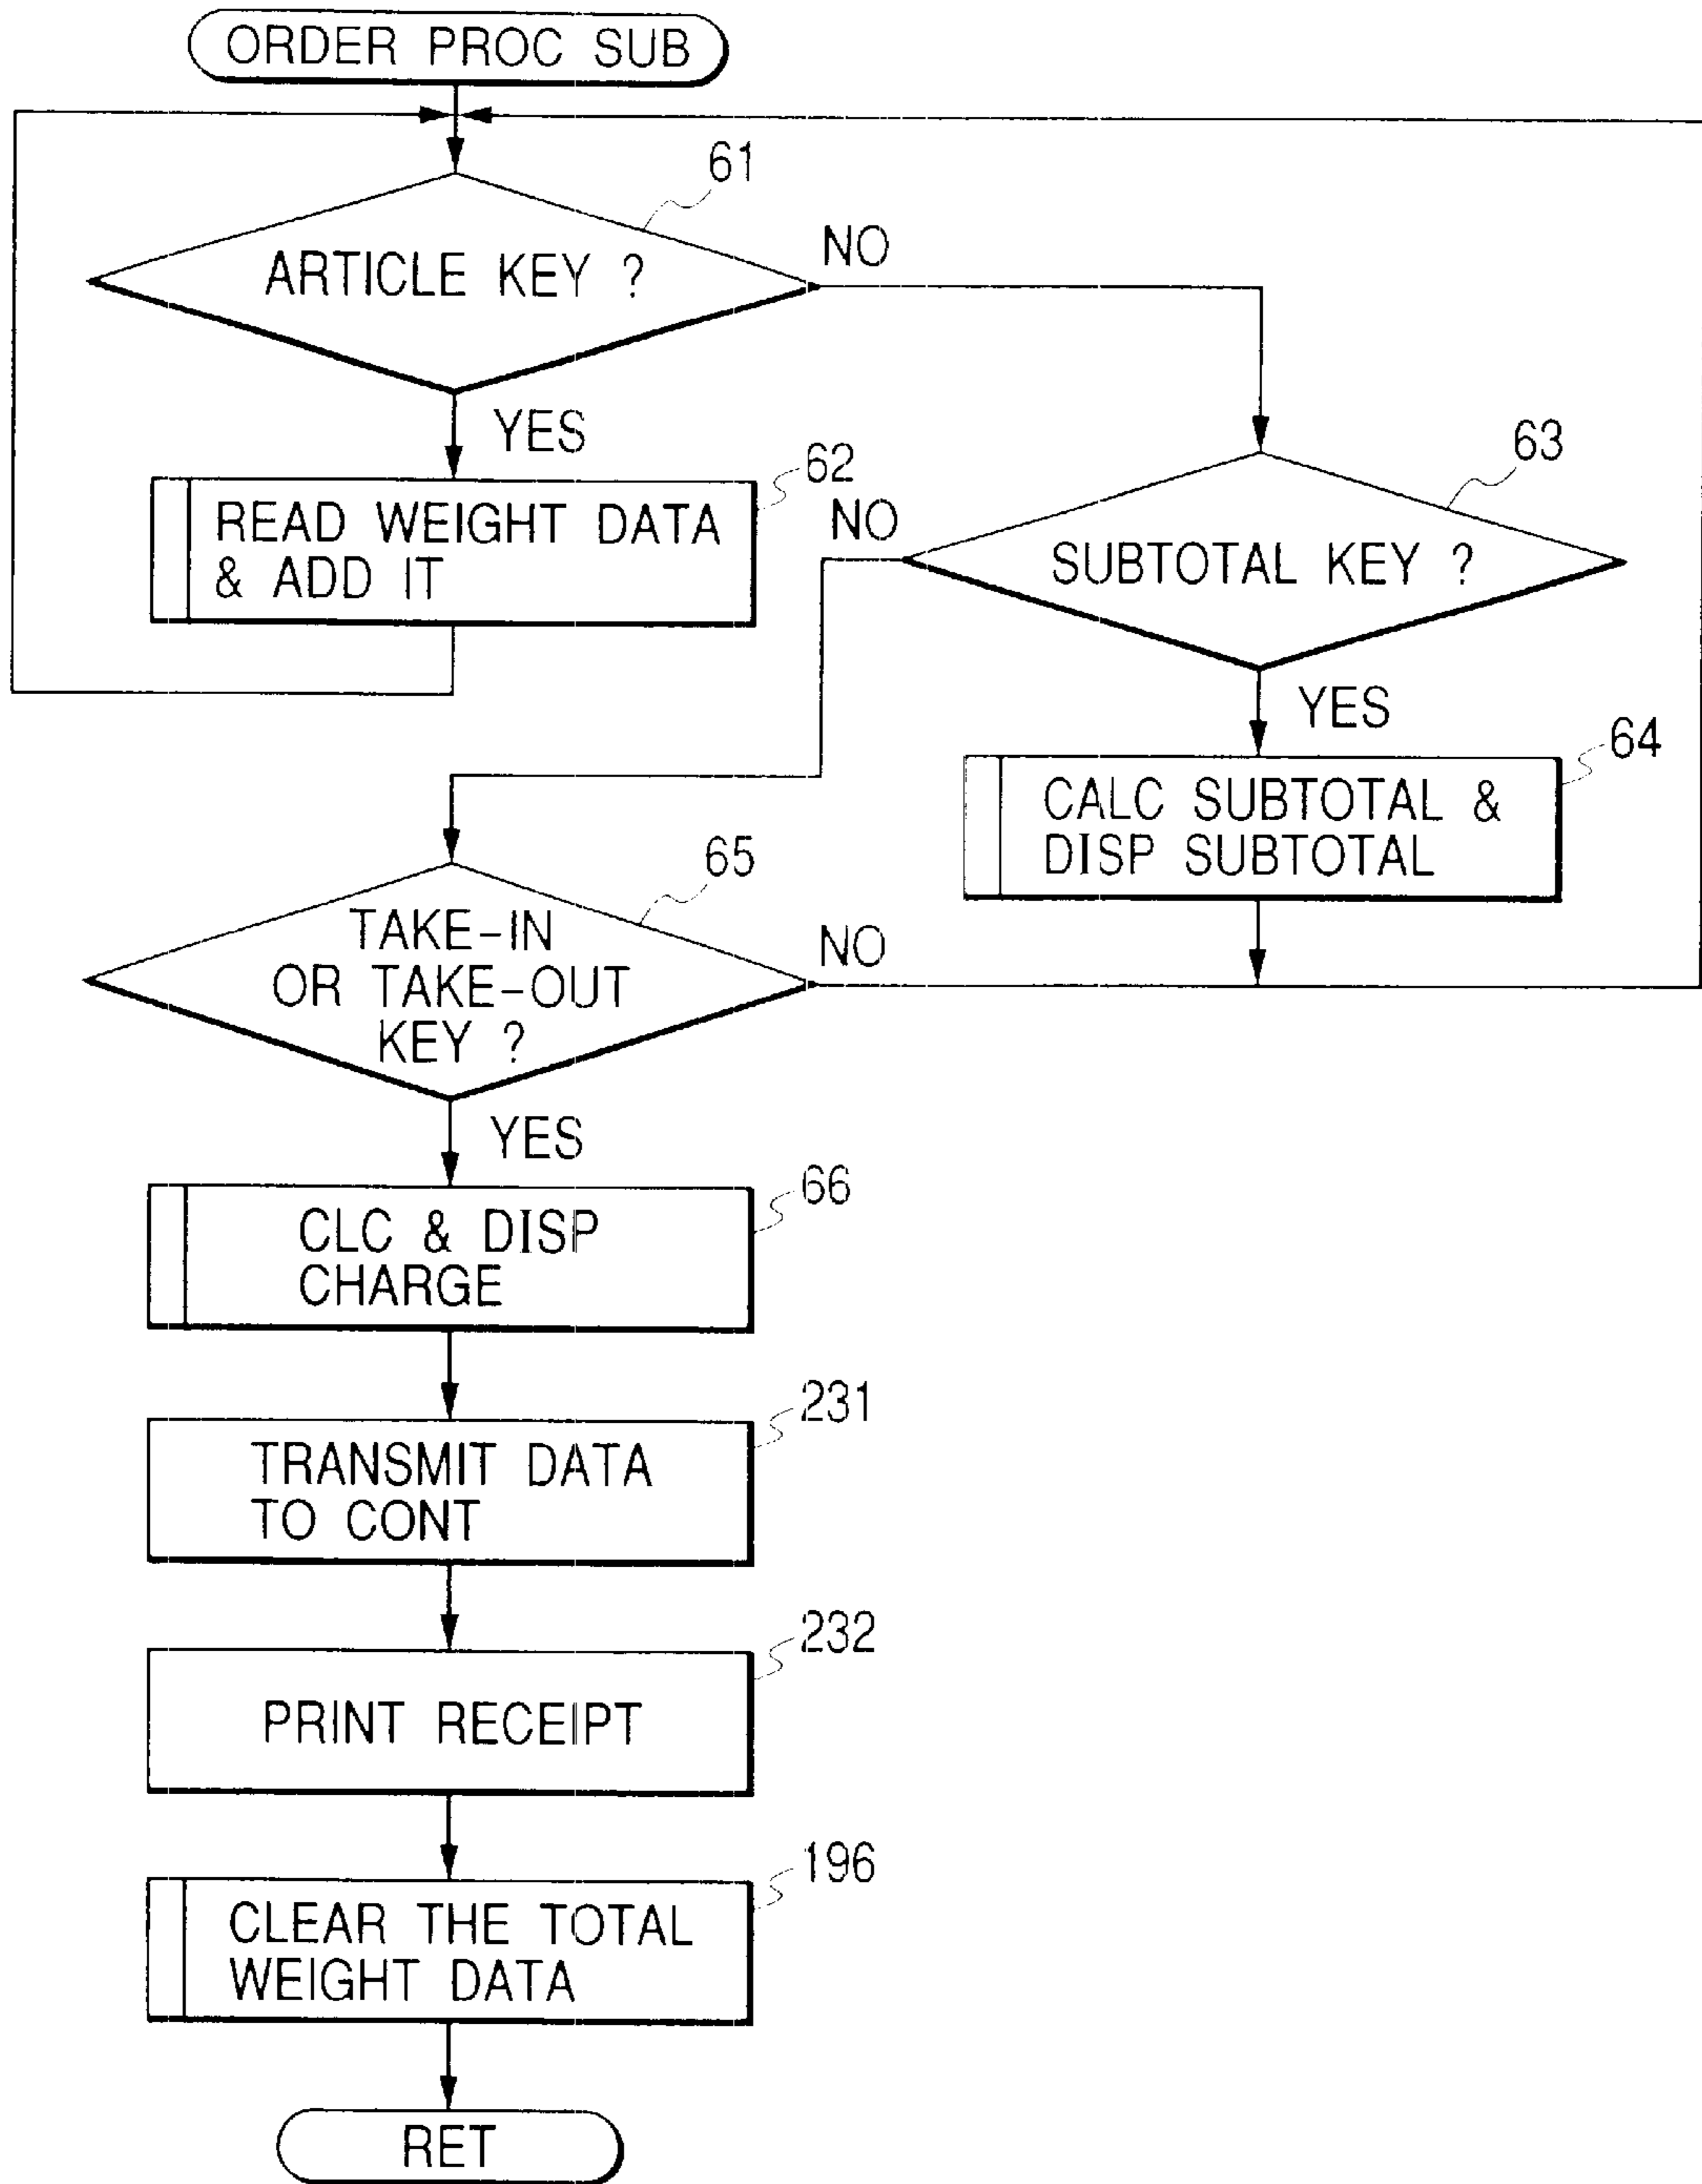 ORDER PROC SUB
61
ARTICLE KEY ?
NO
YES
62
READ WEIGHT DATA
& ADD IT
63
NO
SUBTOTAL KEY ?
YES
64
CALC SUBTOTAL &
DISP SUBTOTAL
65
TAKE-IN
OR TAKE-OUT
KEY ?
NO
YES
66
CLC & DISP
CHARGE
231
TRANSMIT DATA
TO CONT
232
PRINT RECEIPT
196
CLEAR THE TOTAL
WEIGHT DATA
RET